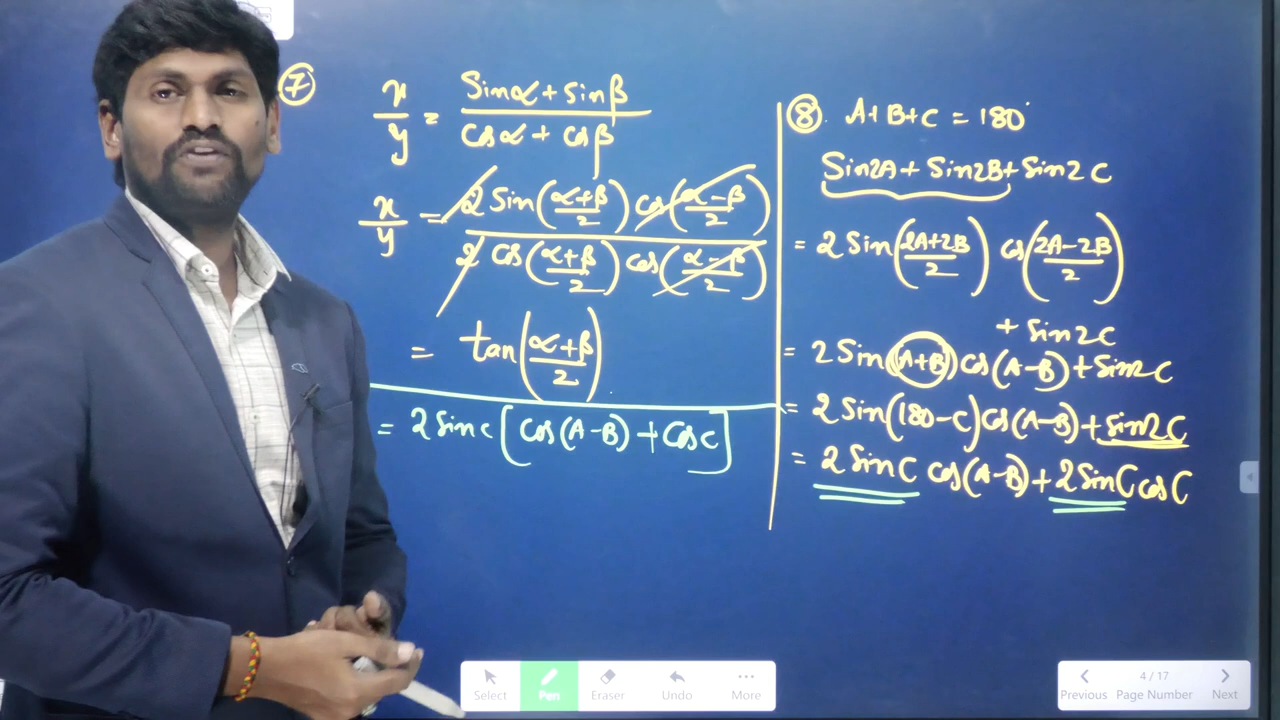 ⑦ x/y = (Sinα + sinβ)/(cosα + cosβ)
x/y = (2 Sin((α+β)/2) cos((α-β)/2))/(2 cos((α+β)/2) cos((α-β)/2))
= tan((α+β)/2)
⑧. A+B+C = 180°
Sin2A + Sin2B + Sin2C
= 2 Sin((2A+2B)/2) cos((2A-2B)/2)
+ Sin2C
= 2 Sin(A+B) cos(A-B) + Sin2C
= 2 Sin(180-C) cos(A-B) + sin2C
= 2 SinC cos(A-B) + 2 SinC cosC
= 2 Sinc [cos(A-B) + cosc]
Select Pen Eraser Undo More
4/17
Previous Page Number Next